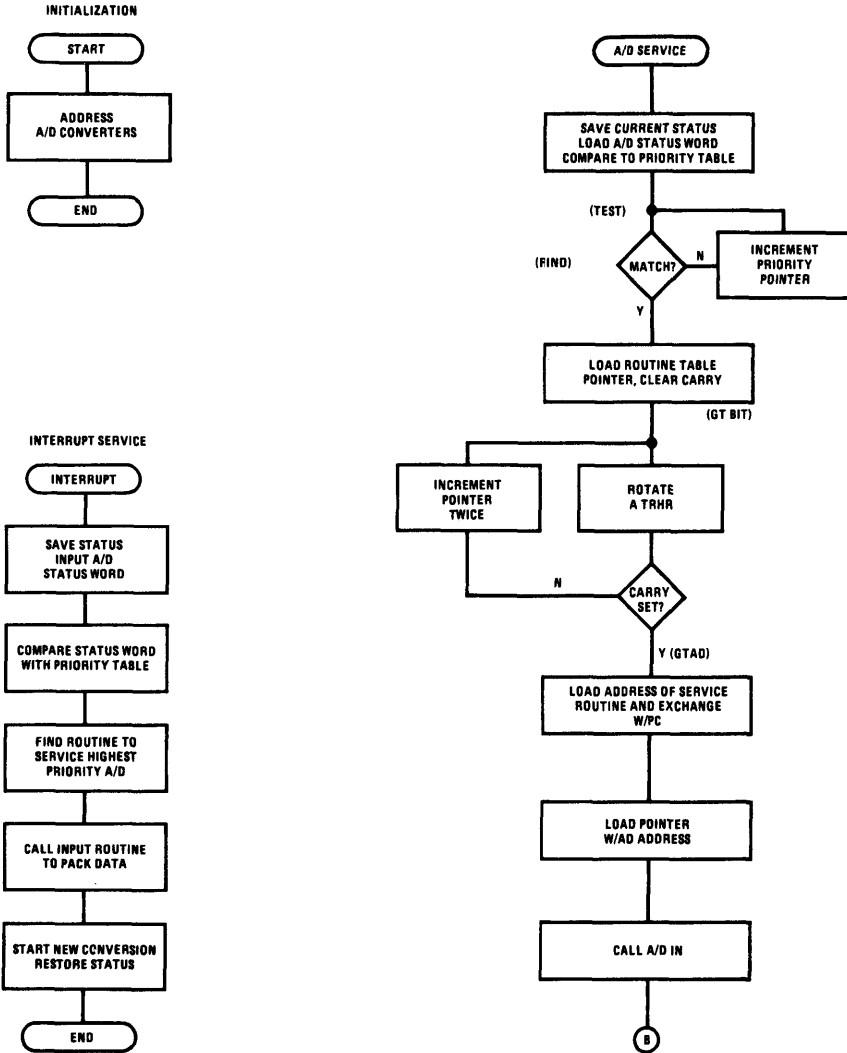 INITIALIZATION
START
ADDRESS
A/D CONVERTERS
END
INTERRUPT SERVICE
INTERRUPT
SAVE STATUS
INPUT A/D
STATUS WORD
COMPARE STATUS WORD
WITH PRIORITY TABLE
FIND ROUTINE TO
SERVICE HIGHEST
PRIORITY A/D
CALL INPUT ROUTINE
TO PACK DATA
START NEW CONVERSION
RESTORE STATUS
END
A/D SERVICE
SAVE CURRENT STATUS
LOAD A/D STATUS WORD
COMPARE TO PRIORITY TABLE
(TEST)
(FIND)
MATCH?
N
INCREMENT
PRIORITY
POINTER
Y
LOAD ROUTINE TABLE
POINTER, CLEAR CARRY
(GT BIT)
INCREMENT
POINTER
TWICE
ROTATE
A TRHR
N
CARRY
SET?
Y (GTAD)
LOAD ADDRESS OF SERVICE
ROUTINE AND EXCHANGE
W/PC
LOAD POINTER
W/AD ADDRESS
CALL A/D IN
B